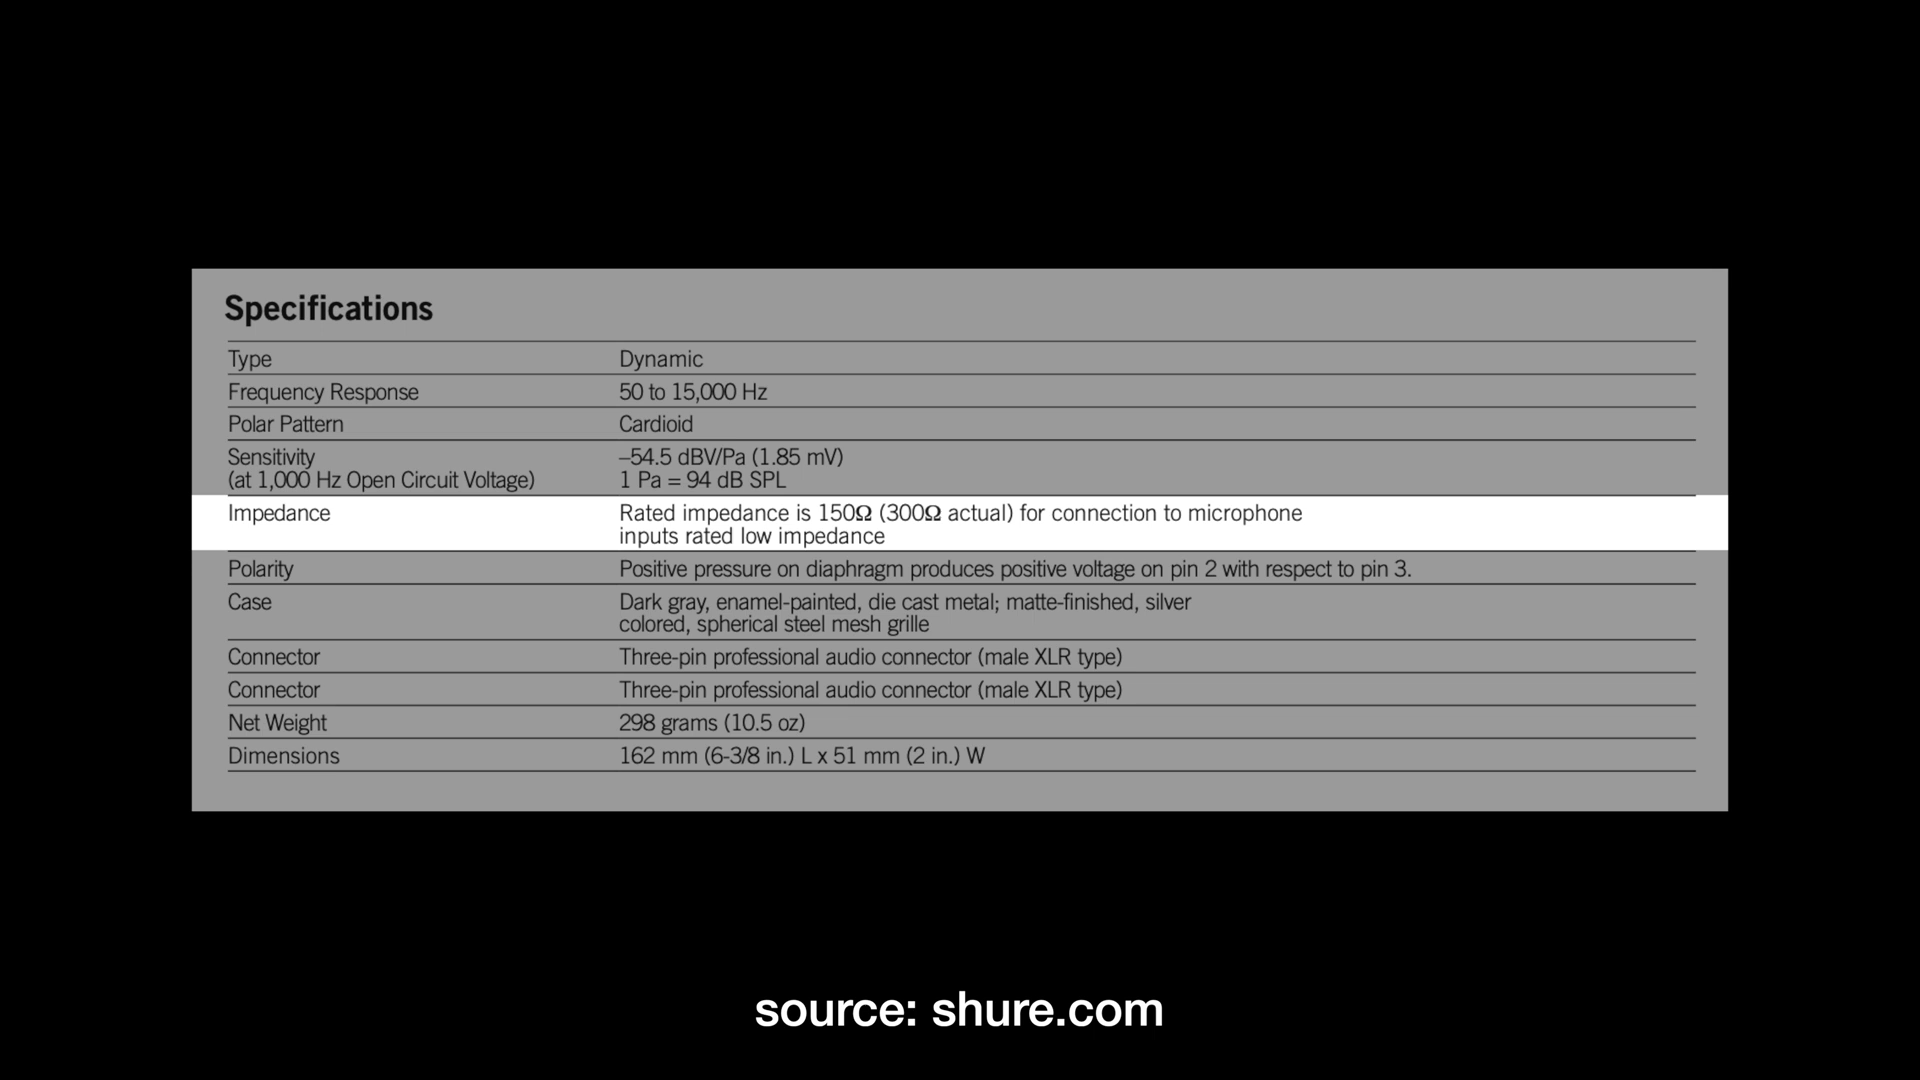 Specifications
Type Dynamic
Frequency Response 50 to 15,000 Hz
Polar Pattern Cardioid
Sensitivity –54.5 dBV/Pa (1.85 mV)
(at 1,000 Hz Open Circuit Voltage) 1 Pa = 94 dB SPL
Impedance Rated impedance is 150Ω (300Ω actual) for connection to microphone
inputs rated low impedance
Polarity Positive pressure on diaphragm produces positive voltage on pin 2 with respect to pin 3.
Case Dark gray, enamel-painted, die cast metal; matte-finished, silver
colored, spherical steel mesh grille
Connector Three-pin professional audio connector (male XLR type)
Connector Three-pin professional audio connector (male XLR type)
Net Weight 298 grams (10.5 oz)
Dimensions 162 mm (6-3/8 in.) L x 51 mm (2 in.) W
source: shure.com